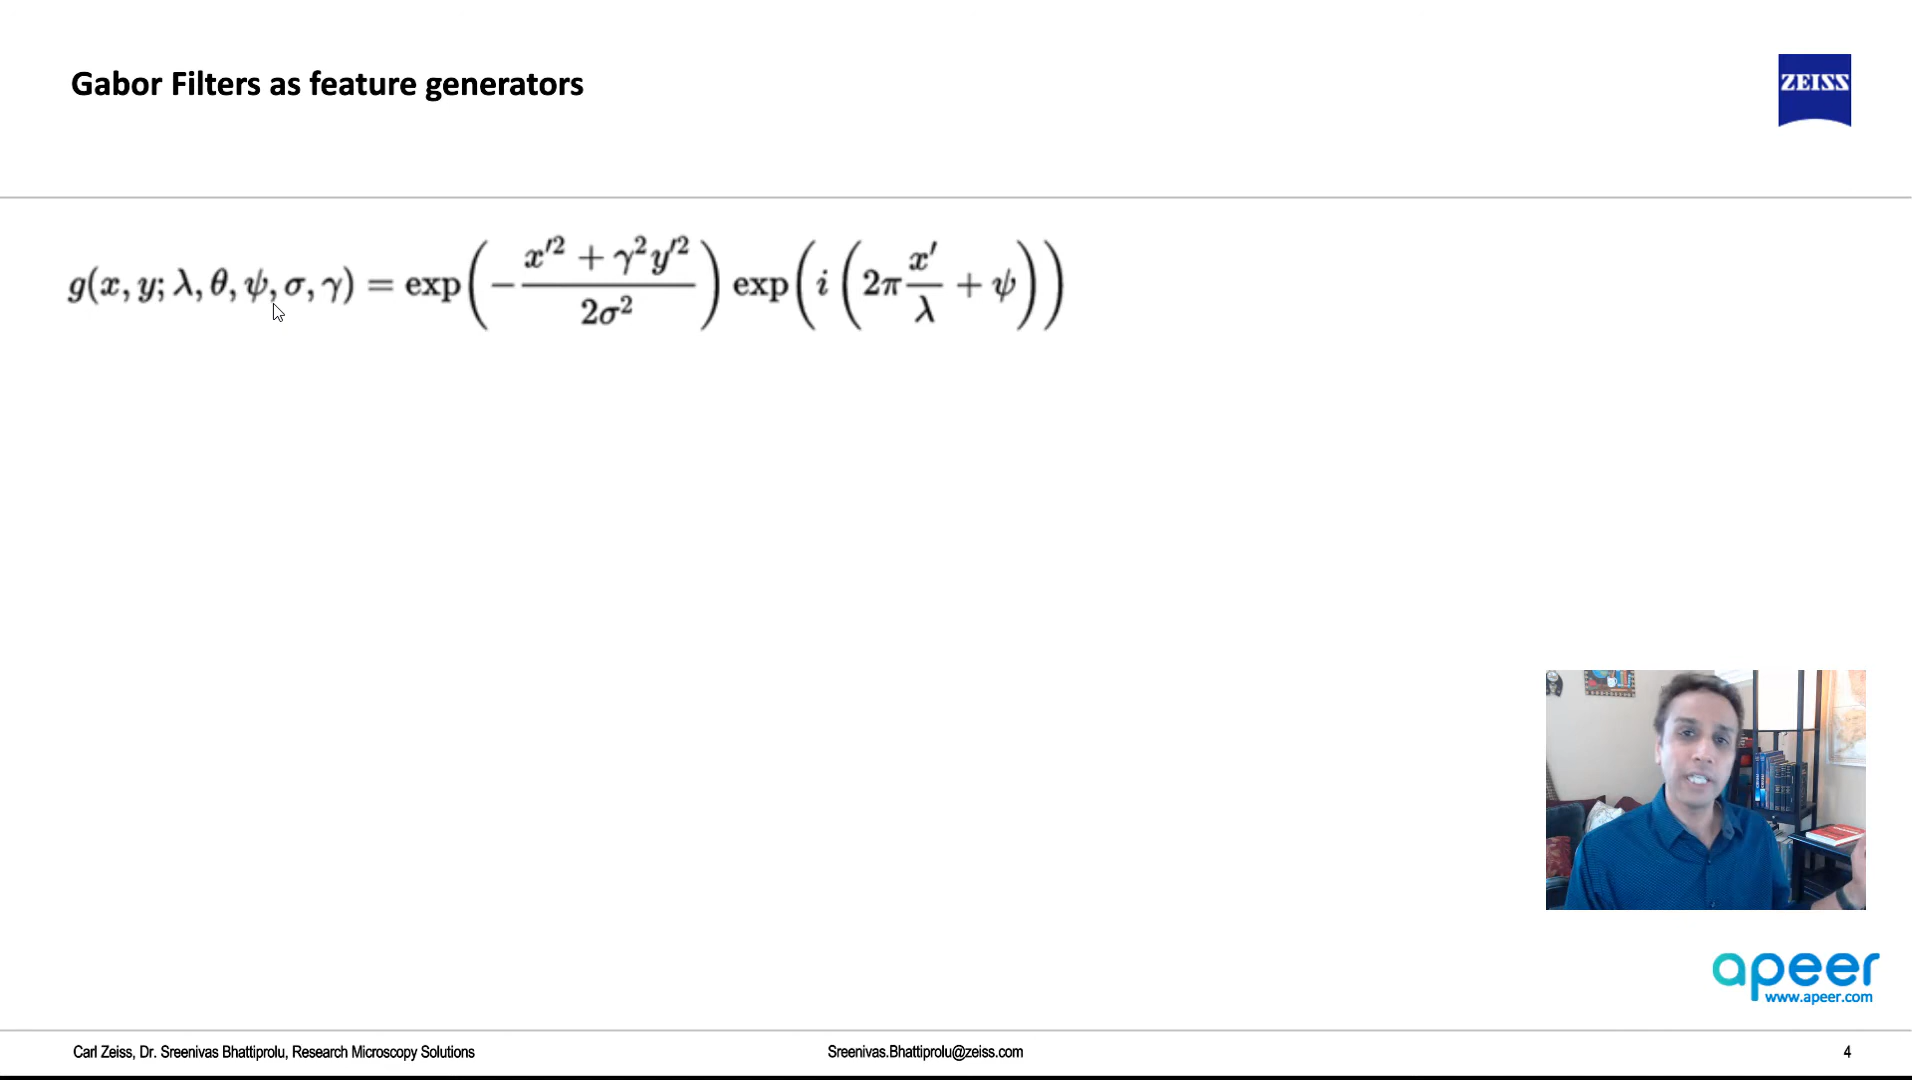 Gabor Filters as feature generators
ZEISS
g(x, y; λ, θ, ψ, σ, γ) = exp(−(x′² + γ²y′²)/(2σ²)) exp(i(2π x′/λ + ψ))
apeer
www.apeer.com
Carl Zeiss, Dr. Sreenivas Bhattiprolu, Research Microscopy Solutions
Sreenivas.Bhattiprolu@zeiss.com
4